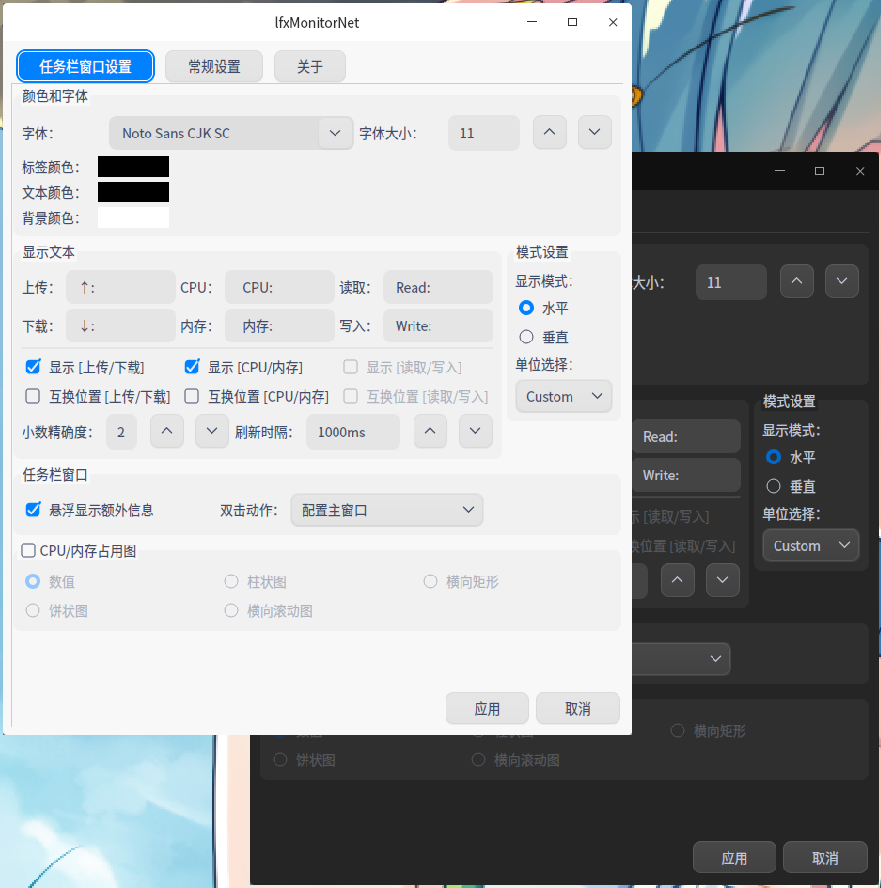 lfxMonitorNet
任务栏窗口设置 常规设置 关于
颜色和字体
字体： Noto Sans CJK SC 字体大小： 11
标签颜色：
文本颜色：
背景颜色：
显示文本
上传： ↑: CPU： CPU: 读取： Read:
下载： ↓: 内存： 内存: 写入： Write:
显示 [上传/下载] 显示 [CPU/内存] 显示 [读取/写入]
互换位置 [上传/下载] 互换位置 [CPU/内存] 互换位置 [读取/写入]
小数精确度： 2 刷新时隔： 1000ms
模式设置
显示模式：
水平
垂直
单位选择：
Custom
任务栏窗口
悬浮显示额外信息 双击动作： 配置主窗口
CPU/内存占用图
数值 柱状图 横向矩形
饼状图 横向滚动图
应用 取消
大小： 11
Read:
Write:
示 [读取/写入]
换位置 [读取/写入]
模式设置
显示模式：
水平
垂直
单位选择：
Custom
横向矩形
饼状图 横向滚动图
应用 取消